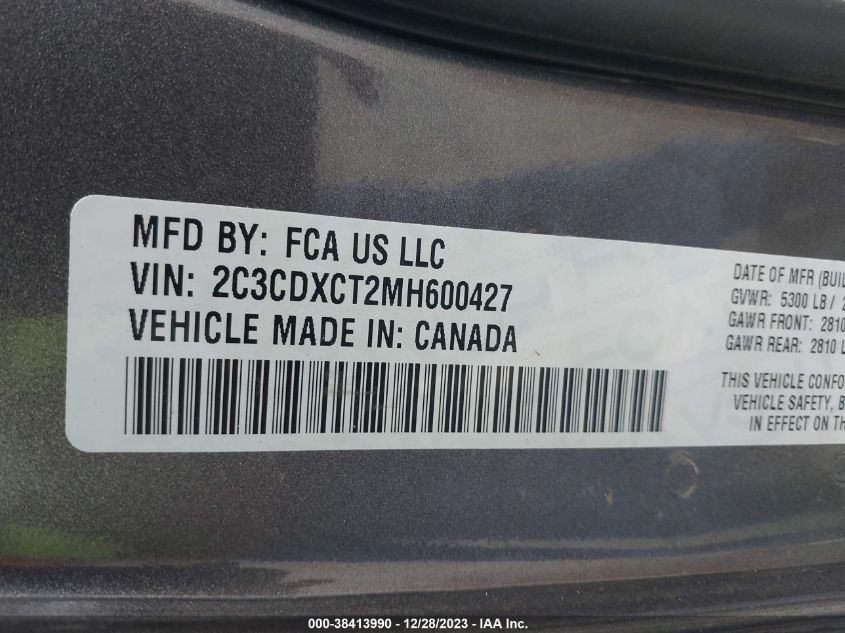 MFD BY: FCA US LLC
VIN: 2C3CDXCT2MH600427
VEHICLE MADE IN: CANADA
DATE OF MFR (BUIL
GVWR: 5300 LB / 2
GAWR FRONT: 2810
GAWR REAR: 2810 L
THIS VEHICLE CONFO
VEHICLE SAFETY, B
IN EFFECT ON TH
000-38413990 - 12/28/2023 - IAA Inc.